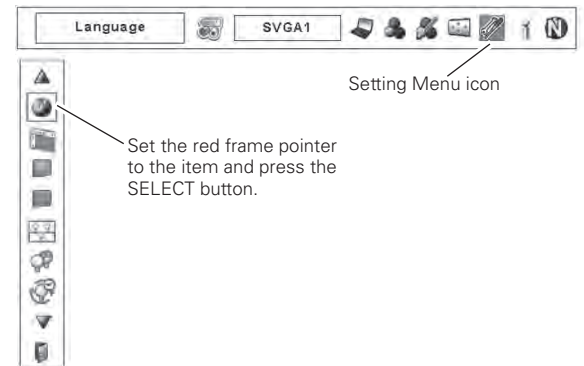 Language
SVGA1
N
Setting Menu icon
Set the red frame pointer
to the item and press the
SELECT button.